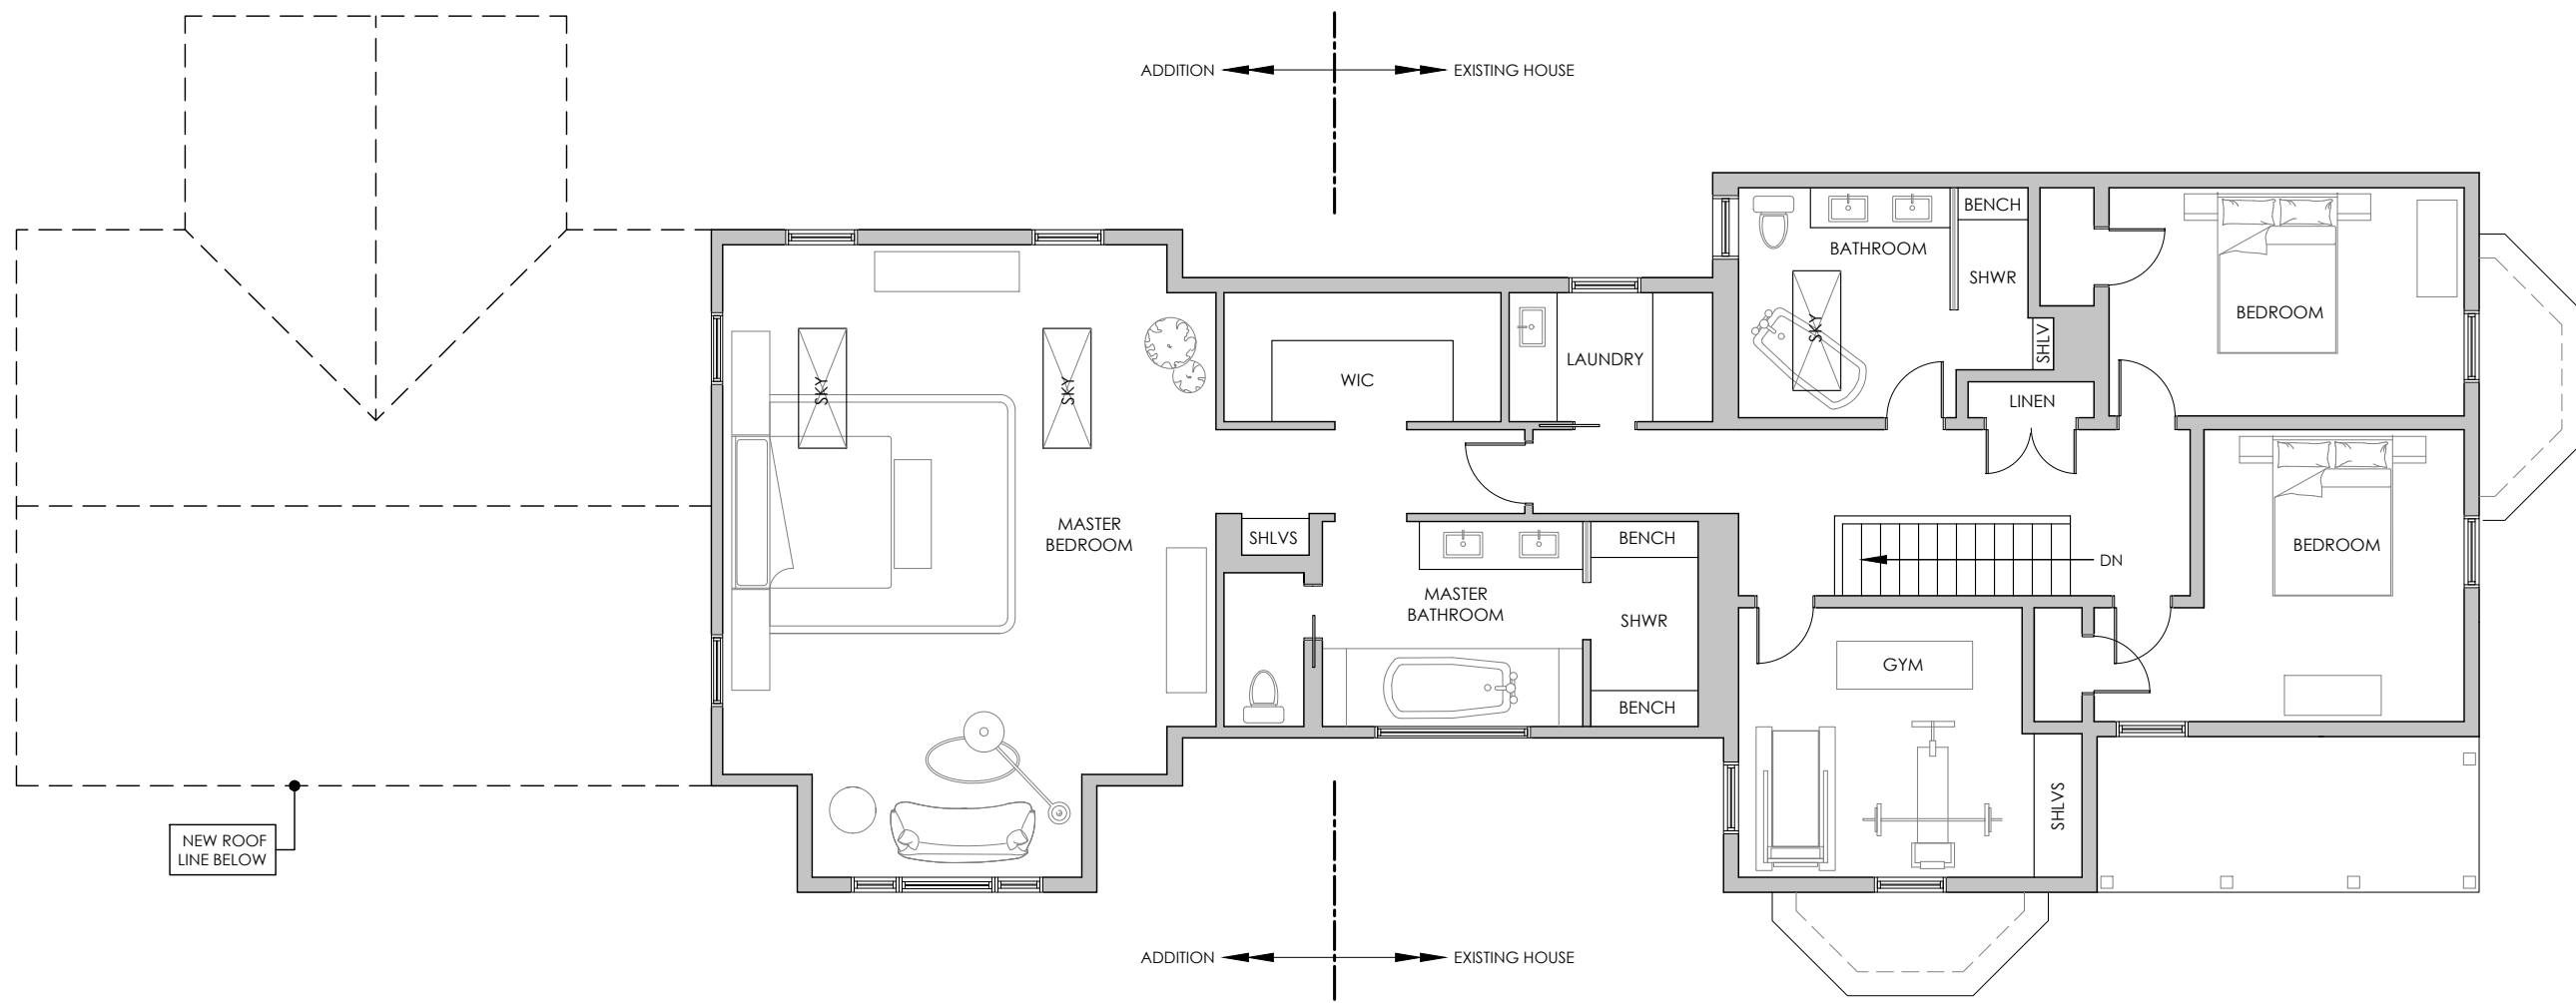 ADDITION
EXISTING HOUSE
BENCH
BATHROOM
SHWR
BEDROOM
SKY
SHLV
LAUNDRY
WIC
SKY
SKY
LINEN
MASTER
BEDROOM
SHLVS
BENCH
BEDROOM
DN
MASTER
BATHROOM
SHWR
GYM
BENCH
SHLVS
NEW ROOF
LINE BELOW
ADDITION
EXISTING HOUSE